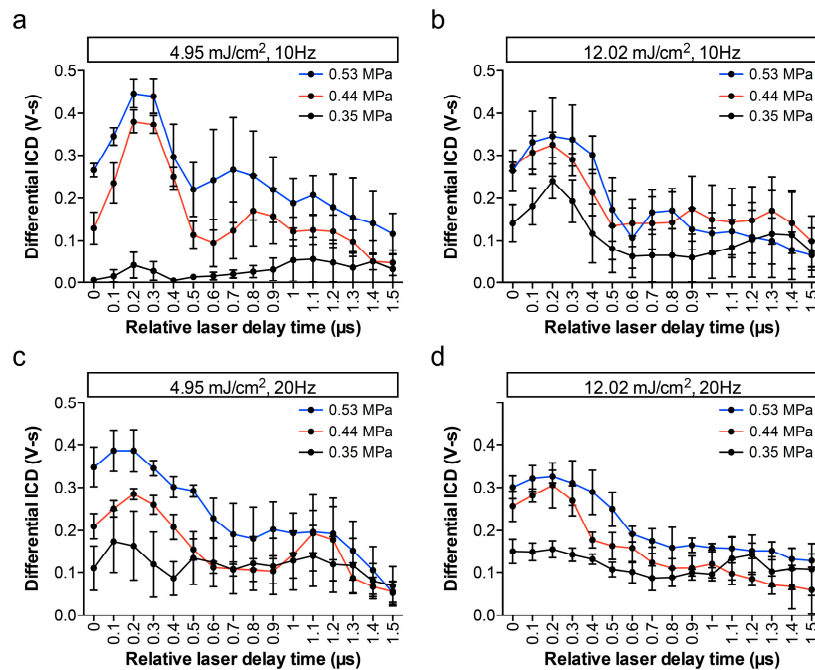 a
4.95 mJ/cm², 10Hz
Differential ICD (V-s)
0.5
0.4
0.3
0.2
0.1
0.0
0.53 MPa
0.44 MPa
0.35 MPa
0 0.1 0.2 0.3 0.4 0.5 0.6 0.7 0.8 0.9 1 1.1 1.2 1.3 1.4 1.5
Relative laser delay time (µs)
b
12.02 mJ/cm², 10Hz
Differential ICD (V-s)
0.5
0.4
0.3
0.2
0.1
0.0
0.53 MPa
0.44 MPa
0.35 MPa
0 0.1 0.2 0.3 0.4 0.5 0.6 0.7 0.8 0.9 1 1.1 1.2 1.3 1.4 1.5
Relative laser delay time (µs)
c
4.95 mJ/cm², 20Hz
Differential ICD (V-s)
0.5
0.4
0.3
0.2
0.1
0.0
0.53 MPa
0.44 MPa
0.35 MPa
0 0.1 0.2 0.3 0.4 0.5 0.6 0.7 0.8 0.9 1 1.1 1.2 1.3 1.4 1.5
Relative laser delay time (µs)
d
12.02 mJ/cm², 20Hz
Differential ICD (V-s)
0.5
0.4
0.3
0.2
0.1
0.0
0.53 MPa
0.44 MPa
0.35 MPa
0 0.1 0.2 0.3 0.4 0.5 0.6 0.7 0.8 0.9 1 1.1 1.2 1.3 1.4 1.5
Relative laser delay time (µs)